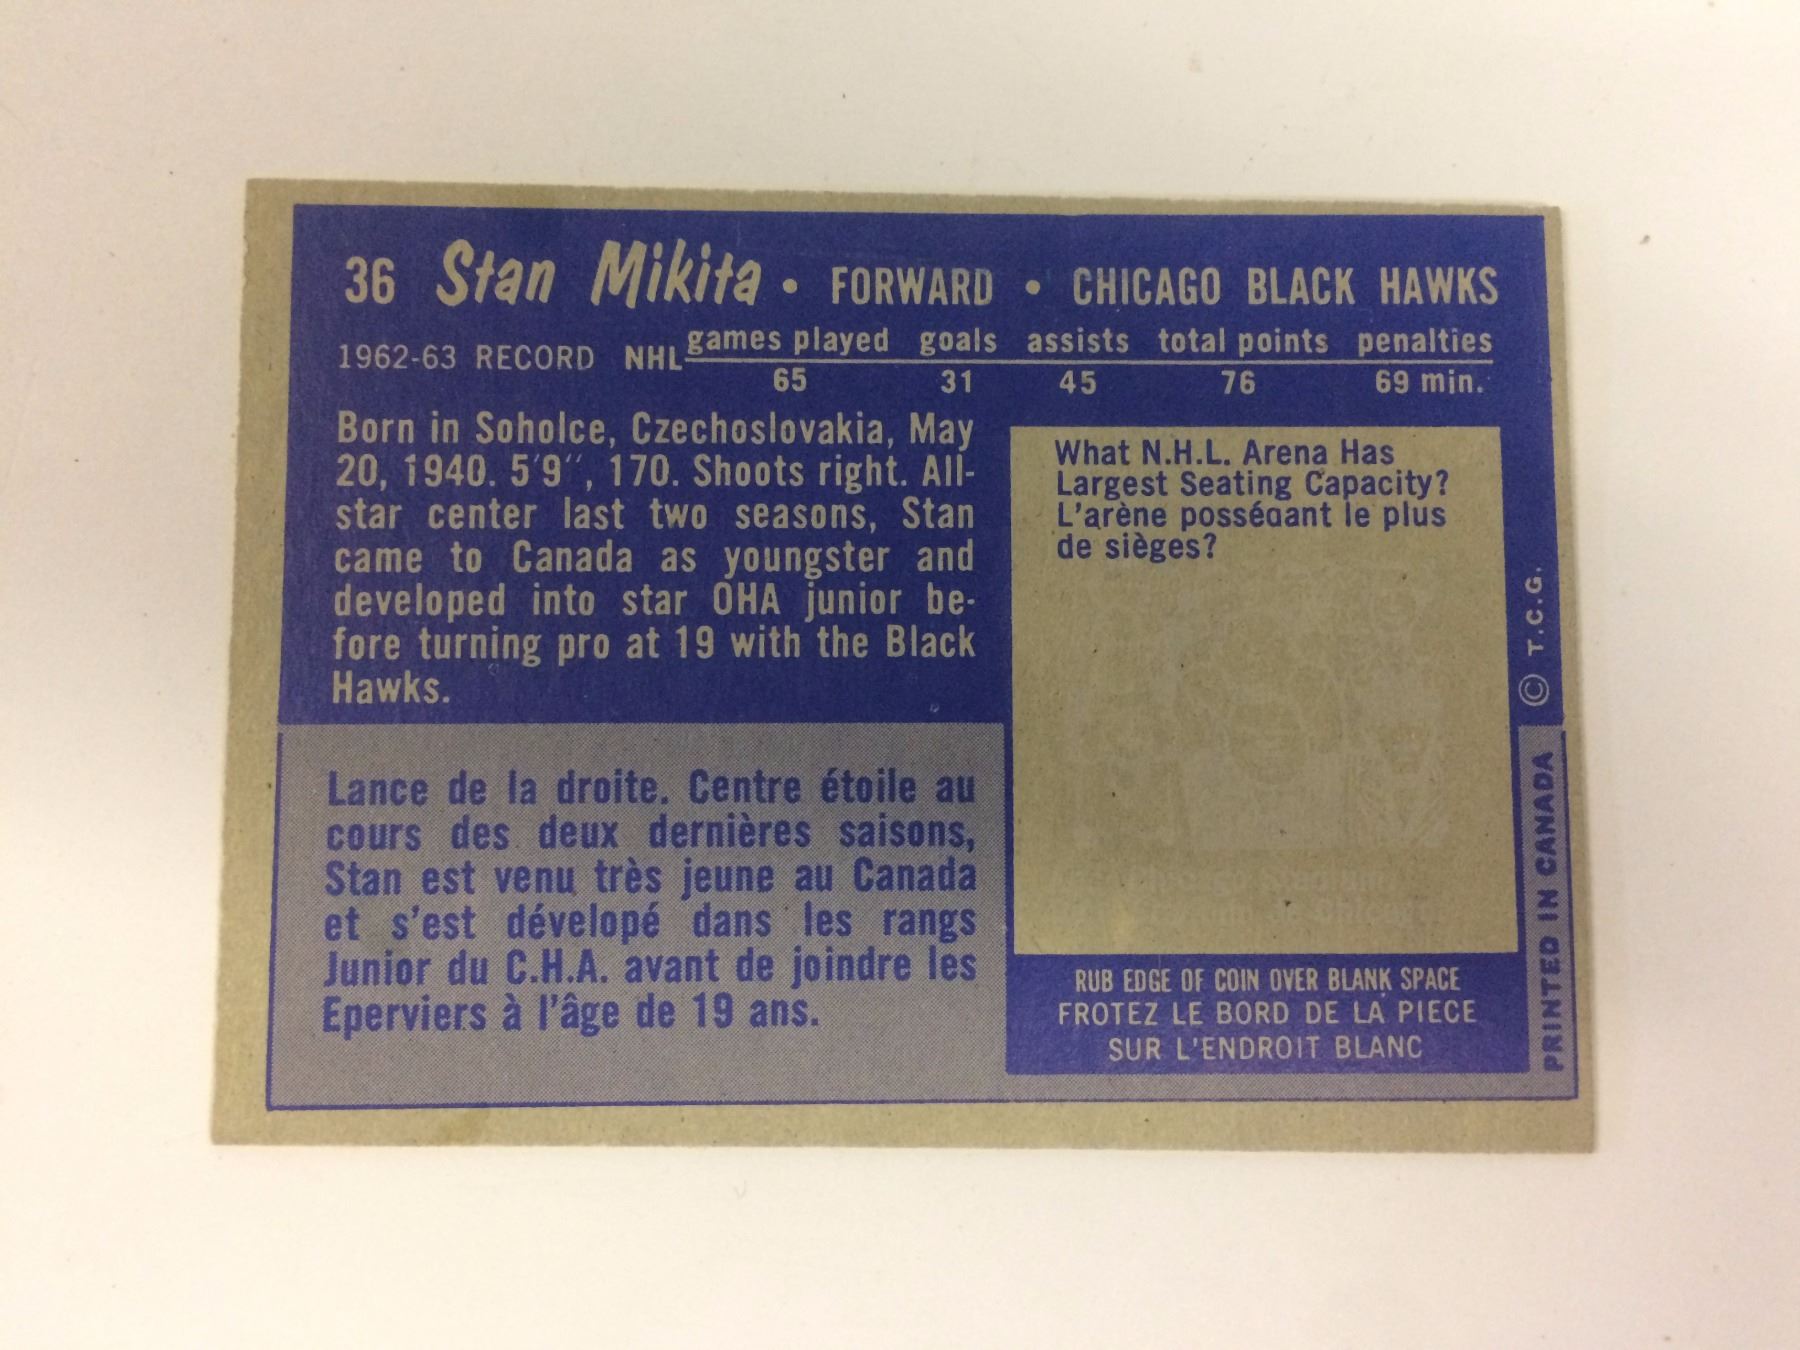 36 Stan Mikita • FORWARD • CHICAGO BLACK HAWKS
games played goals assists total points penalties
1962-63 RECORD NHL
65 31 45 76 69 min.
Born in Soholce, Czechoslovakia, May
20, 1940. 5'9", 170. Shoots right. All-
star center last two seasons, Stan
came to Canada as youngster and
developed into star OHA junior be-
fore turning pro at 19 with the Black
Hawks.
Lance de la droite. Centre étoile au
cours des deux dernières saisons,
Stan est venu très jeune au Canada
et s'est dévelopé dans les rangs
Junior du C.H.A. avant de joindre les
Eperviers à l'âge de 19 ans.
What N.H.L. Arena Has
Largest Seating Capacity?
L'arène possédant le plus
de sièges?
RUB EDGE OF COIN OVER BLANK SPACE
FROTEZ LE BORD DE LA PIECE
SUR L'ENDROIT BLANC
© T.C.G.
PRINTED IN CANADA